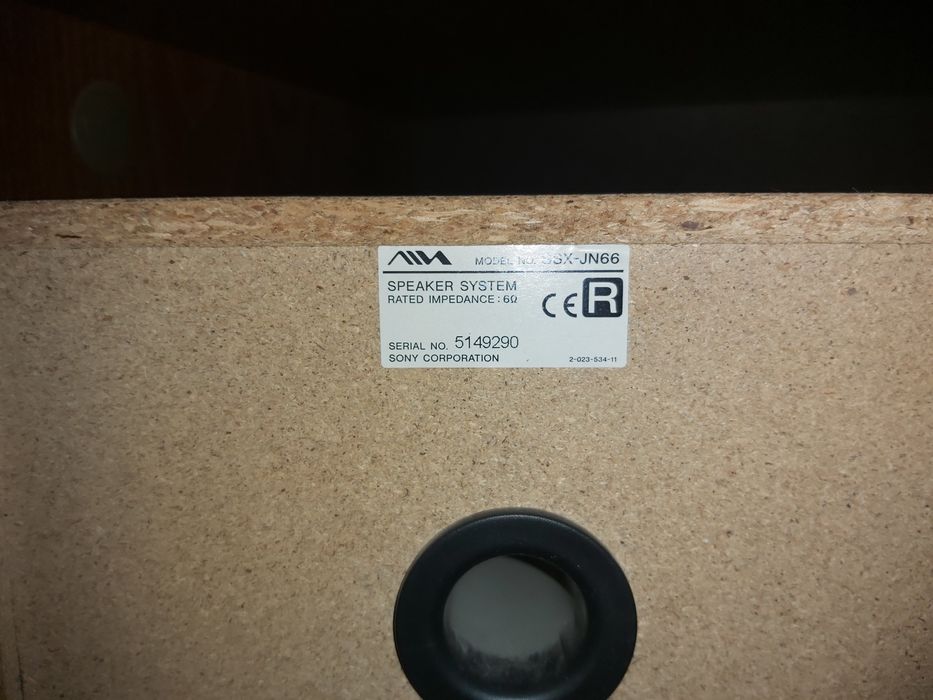 AIWA MODEL NO. SSX-JN66
SPEAKER SYSTEM
RATED IMPEDANCE : 6Ω
CE R
SERIAL NO. 5149290
SONY CORPORATION 2-023-534-11